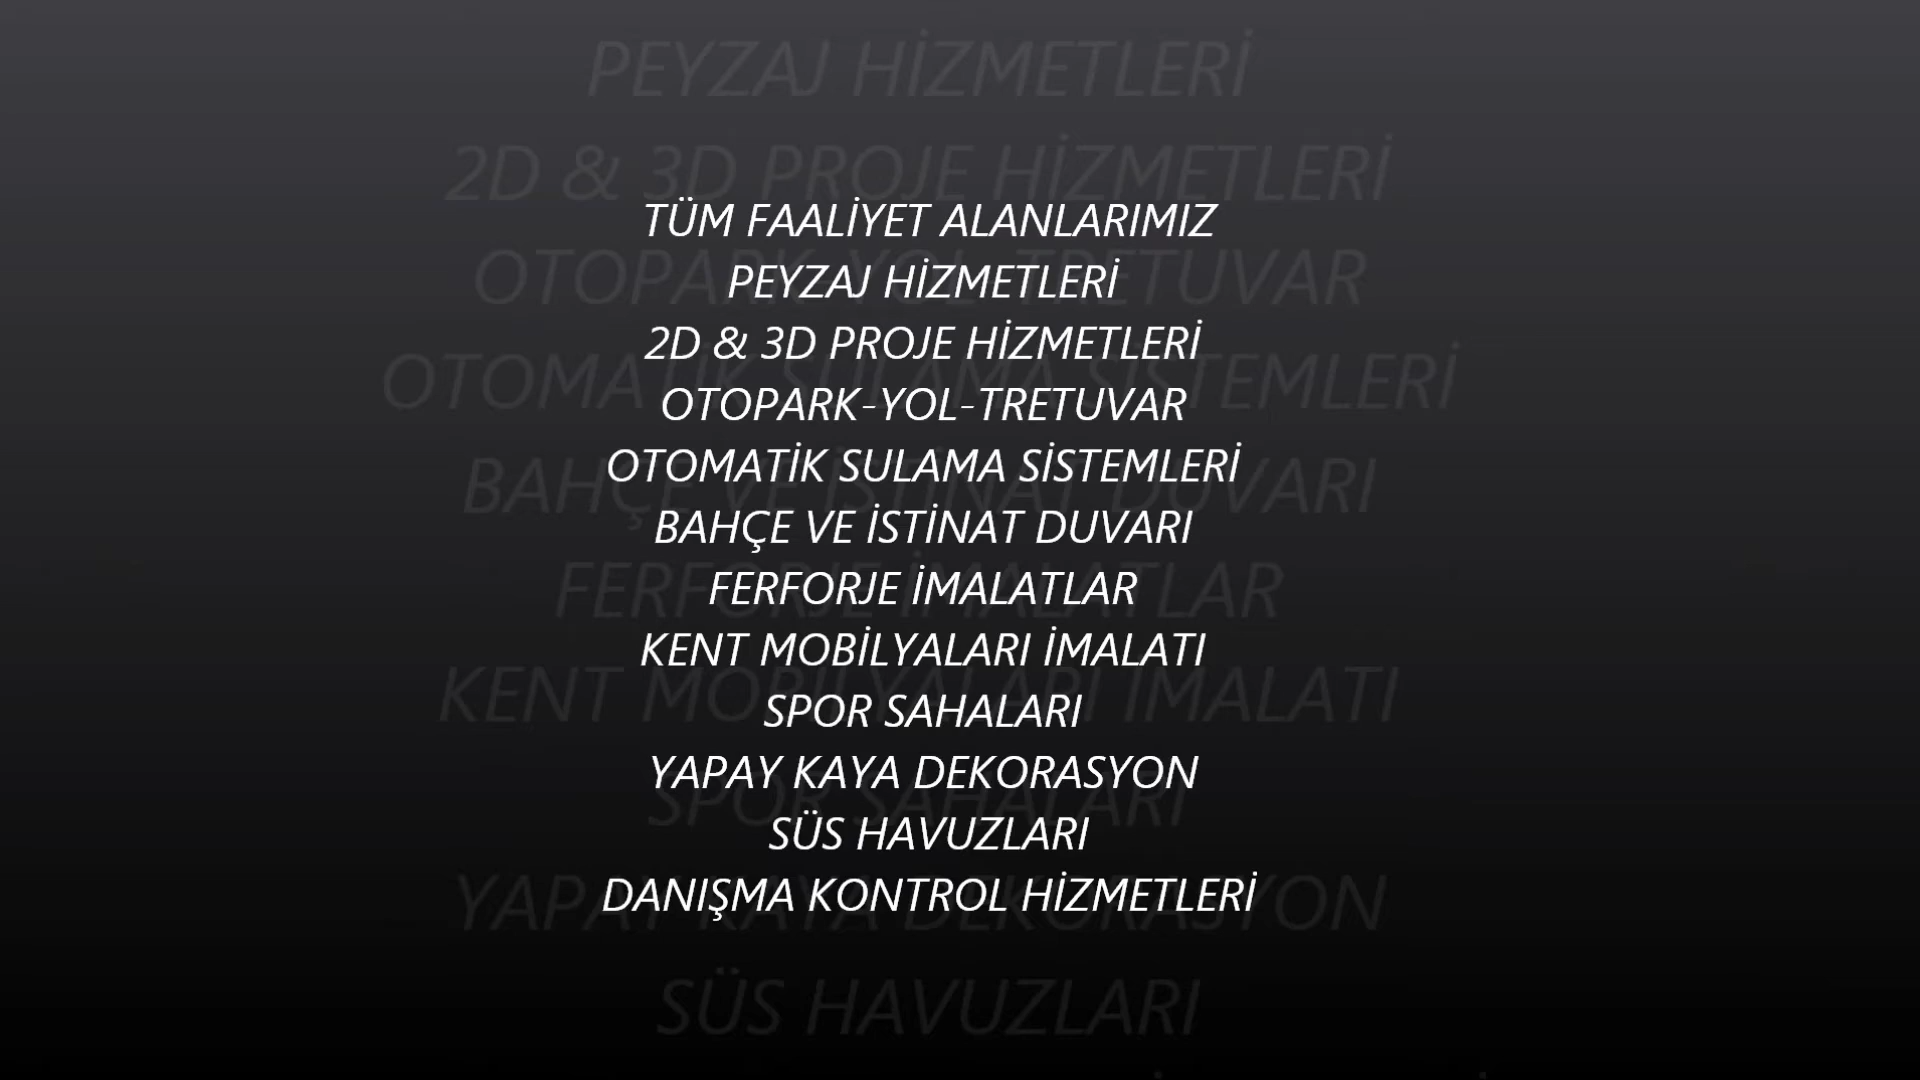 TÜM FAALİYET ALANLARIMIZ
PEYZAJ HİZMETLERİ
2D & 3D PROJE HİZMETLERİ
OTOPARK-YOL-TRETUVAR
OTOMATİK SULAMA SİSTEMLERİ
BAHÇE VE İSTİNAT DUVARI
FERFORJE İMALATLAR
KENT MOBİLYALARI İMALATI
SPOR SAHALARI
YAPAY KAYA DEKORASYON
SÜS HAVUZLARI
DANIŞMA KONTROL HİZMETLERİ